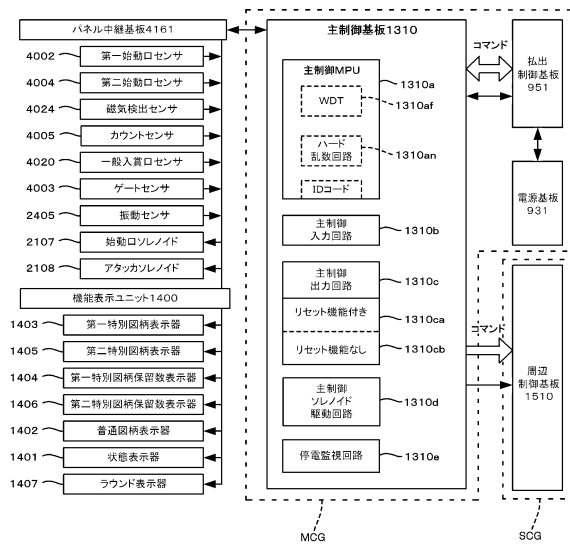 パネル中継基板4161
4002
第一始動口センサ
4004
第二始動口センサ
4024
磁気検出センサ
4005
カウントセンサ
4020
一般入賞口センサ
4003
ゲートセンサ
2405
振動センサ
2107
始動口ソレノイド
2108
アタッカソレノイド
機能表示ユニット1400
1403
第一特別図柄表示器
1405
第二特別図柄表示器
1404
第一特別図柄保留数表示器
1406
第二特別図柄保留数表示器
1402
普通図柄表示器
1401
状態表示器
1407
ラウンド表示器
主制御基板1310
主制御MPU
1310a
WDT
1310af
ハード
乱数回路
1310an
IDコード
主制御
入力回路
1310b
主制御
出力回路
1310c
リセット機能付き
1310ca
リセット機能なし
1310cb
主制御
ソレノイド
駆動回路
1310d
停電監視回路
1310e
コマンド
払出
制御基板
951
電源基板
931
コマンド
周辺
制御基板
1510
MCG
SCG